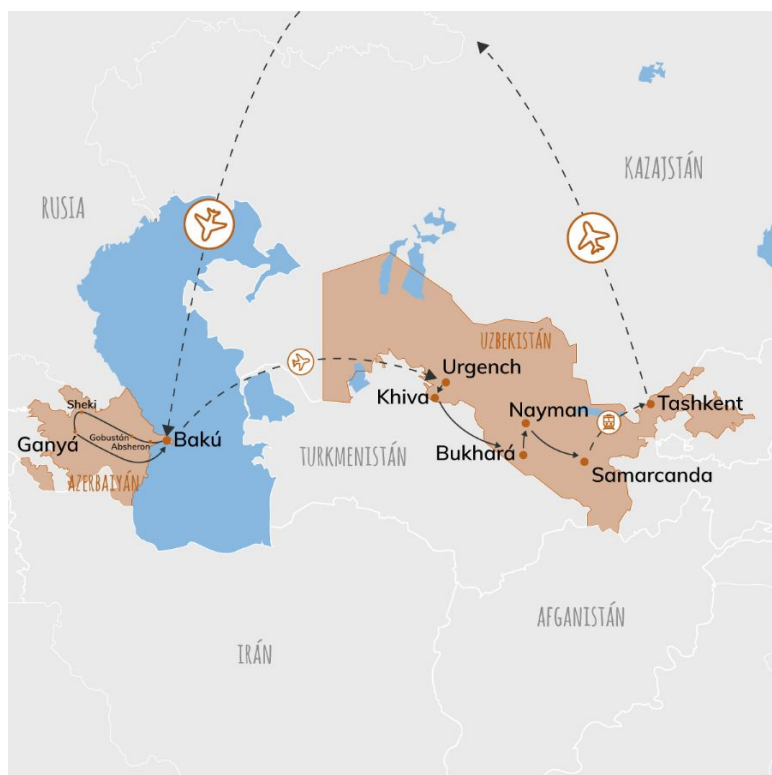 KAZAJSTÁN
RUSIA
UZBEKISTÁN
Urgench
Khiva
Sheki
Tashkent
Nayman
Gobustán
Ganyá
Absheron
Bakú
TURKMENISTÁN
Bukhará
Samarcanda
AZERBAIYÁN
AFGANISTÁN
IRÁN